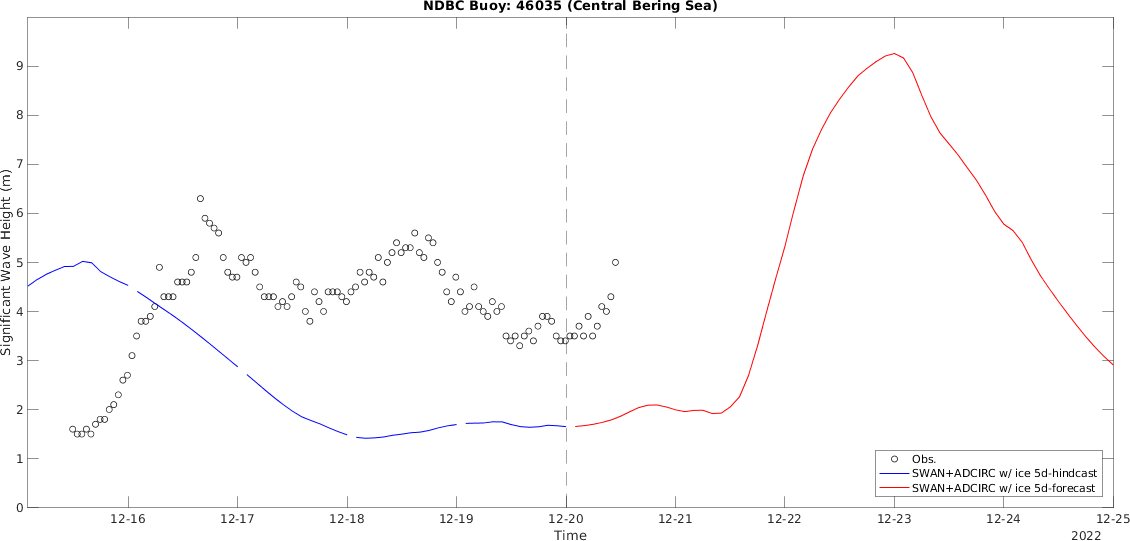 NDBC Buoy: 46035 (Central Bering Sea)
Significant Wave Height (m)
9
8
7
6
5
4
3
2
1
0
12-16 12-17 12-18 12-19 12-20 12-21 12-22 12-23 12-24 12-25
Time
2022
Obs.
SWAN+ADCIRC w/ ice 5d-hindcast
SWAN+ADCIRC w/ ice 5d-forecast